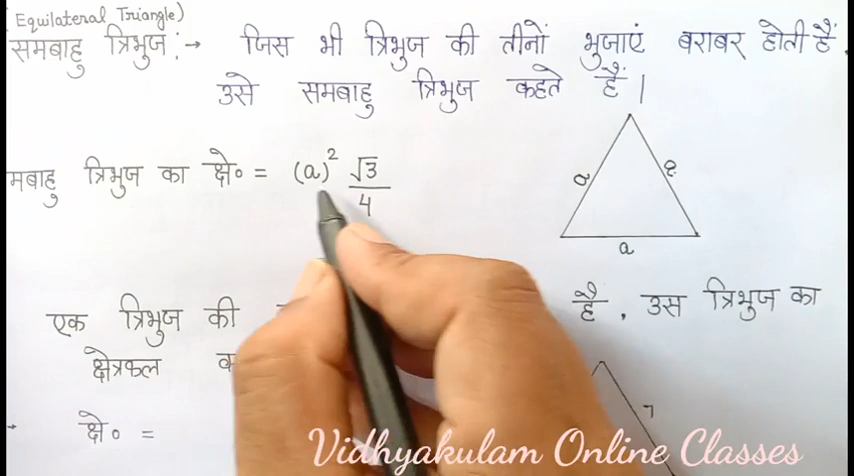 Equilateral Triangle)
समबाहु त्रिभुज :→ जिस भी त्रिभुज की तीनों भुजाएं बराबर होती हैं
उसे समबाहु त्रिभुज कहते हैं |
मबाहु त्रिभुज का क्षे० = (a)² √3/4
a
a
a
एक त्रिभुज की है , उस त्रिभुज का
क्षेत्रकल
क्षे० =
Vidhyakulam Online Classes